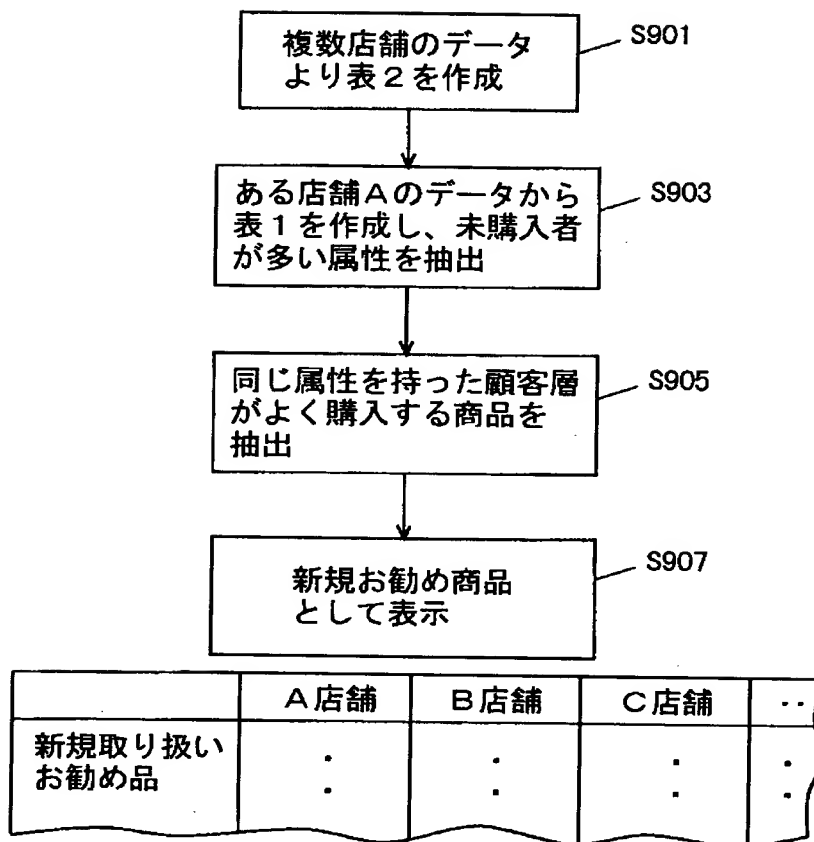 複数店舗のデータ
より表2を作成
S901
ある店舗Aのデータから
表1を作成し、未購入者
が多い属性を抽出
S903
同じ属性を持った顧客層
がよく購入する商品を
抽出
S905
新規お勧め商品
として表示
S907
A店舗 B店舗 C店舗 ‥
新規取り扱い
お勧め品